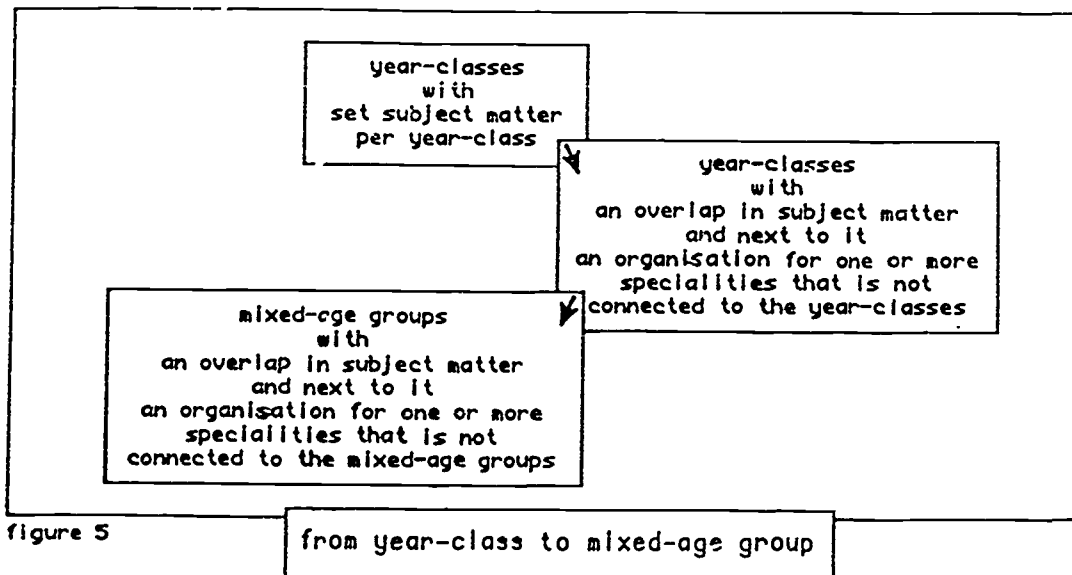 year-classes
with
set subject matter
per year-class
year-classes
with
an overlap in subject matter
and next to it
an organisation for one or more
specialities that is not
connected to the year-classes
mixed-age groups
with
an overlap in subject matter
and next to it
an organisation for one or more
specialities that is not
connected to the mixed-age groups
figure 5
from year-class to mixed-age group